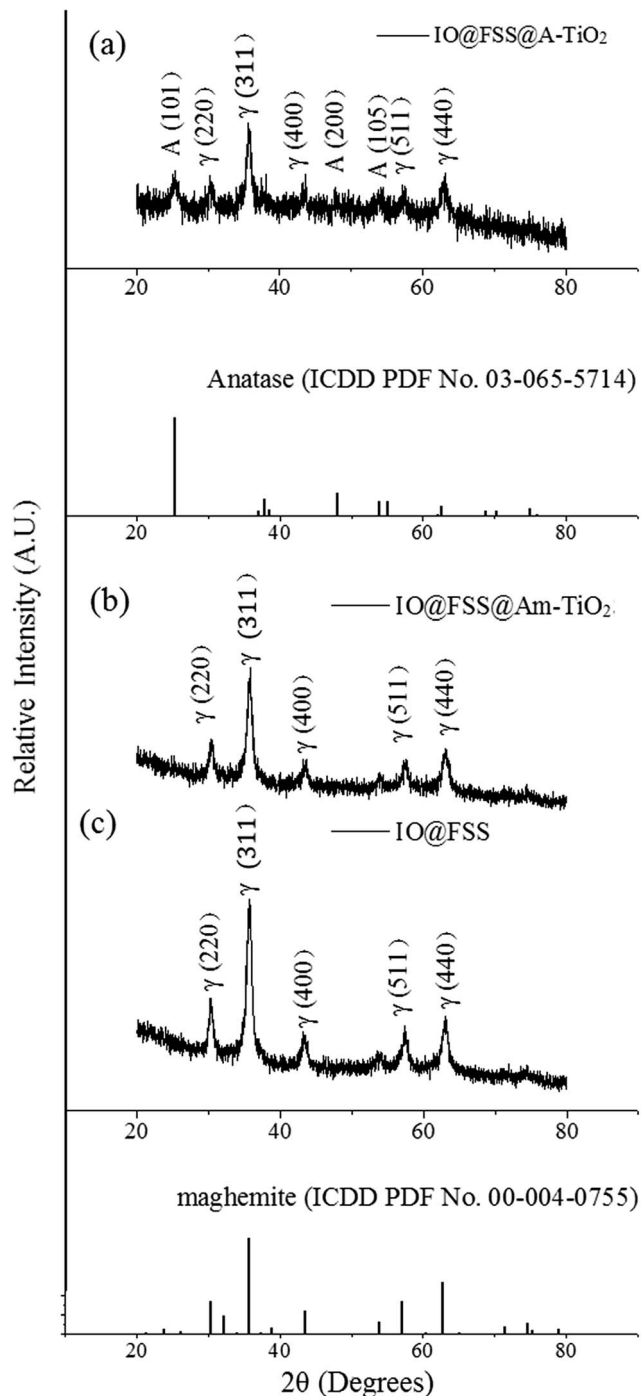 (a)
IO@FSS@A-TiO₂
A (101)
γ (220)
γ (311)
γ (400)
A (200)
A (105)
γ (511)
γ (440)
20 40 60 80
Anatase (ICDD PDF No. 03-065-5714)
20 40 60 80
(b)
IO@FSS@Am-TiO₂
γ (220)
γ (311)
γ (400)
γ (511)
γ (440)
(c)
IO@FSS
γ (220)
γ (311)
γ (400)
γ (511)
γ (440)
20 40 60 80
maghemite (ICDD PDF No. 00-004-0755)
20 40 60 80
2θ (Degrees)
Relative Intensity (A.U.)